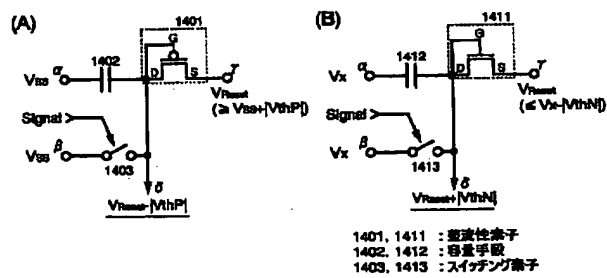 (A)
1401
G
1402
Vss α
D
S
γ
VReset
(≧ Vss+|VthP|)
Signal
Vss β
1403
δ
VReset-|VthP|
(B)
1411
G
1412
Vx α
D
S
γ
VReset
(≦ Vx-|VthN|)
Signal
Vx β
1413
δ
VReset+|VthN|
1401, 1411 : 整流性素子
1402, 1412 : 容量手段
1403, 1413 : スイッチング素子